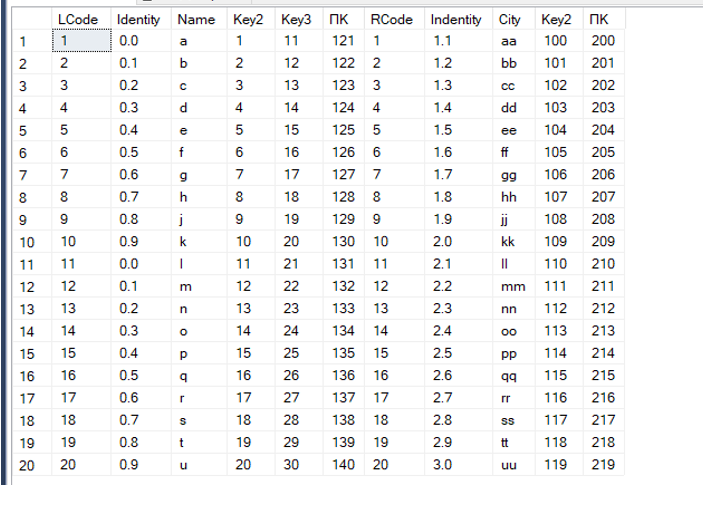 LCode Identity Name Key2 Key3 ПК RCode Indentity City Key2 ПК
1 1 0.0 a 1 11 121 1 1.1 aa 100 200
2 2 0.1 b 2 12 122 2 1.2 bb 101 201
3 3 0.2 c 3 13 123 3 1.3 cc 102 202
4 4 0.3 d 4 14 124 4 1.4 dd 103 203
5 5 0.4 e 5 15 125 5 1.5 ee 104 204
6 6 0.5 f 6 16 126 6 1.6 ff 105 205
7 7 0.6 g 7 17 127 7 1.7 gg 106 206
8 8 0.7 h 8 18 128 8 1.8 hh 107 207
9 9 0.8 j 9 19 129 9 1.9 jj 108 208
10 10 0.9 k 10 20 130 10 2.0 kk 109 209
11 11 0.0 l 11 21 131 11 2.1 ll 110 210
12 12 0.1 m 12 22 132 12 2.2 mm 111 211
13 13 0.2 n 13 23 133 13 2.3 nn 112 212
14 14 0.3 o 14 24 134 14 2.4 oo 113 213
15 15 0.4 p 15 25 135 15 2.5 pp 114 214
16 16 0.5 q 16 26 136 16 2.6 qq 115 215
17 17 0.6 r 17 27 137 17 2.7 rr 116 216
18 18 0.7 s 18 28 138 18 2.8 ss 117 217
19 19 0.8 t 19 29 139 19 2.9 tt 118 218
20 20 0.9 u 20 30 140 20 3.0 uu 119 219